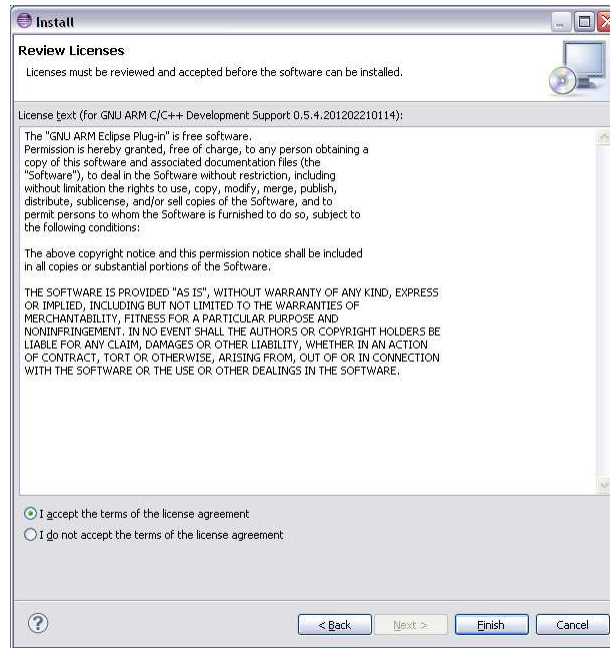 Install
Review Licenses
Licenses must be reviewed and accepted before the software can be installed.
License text (for GNU ARM C/C++ Development Support 0.5.4.201202210114):
The "GNU ARM Eclipse Plug-in" is free software.
Permission is hereby granted, free of charge, to any person obtaining a
copy of this software and associated documentation files (the
"Software"), to deal in the Software without restriction, including
without limitation the rights to use, copy, modify, merge, publish,
distribute, sublicense, and/or sell copies of the Software, and to
permit persons to whom the Software is furnished to do so, subject to
the following conditions:
The above copyright notice and this permission notice shall be included
in all copies or substantial portions of the Software.
THE SOFTWARE IS PROVIDED "AS IS", WITHOUT WARRANTY OF ANY KIND, EXPRESS
OR IMPLIED, INCLUDING BUT NOT LIMITED TO THE WARRANTIES OF
MERCHANTABILITY, FITNESS FOR A PARTICULAR PURPOSE AND
NONINFRINGEMENT. IN NO EVENT SHALL THE AUTHORS OR COPYRIGHT HOLDERS BE
LIABLE FOR ANY CLAIM, DAMAGES OR OTHER LIABILITY, WHETHER IN AN ACTION
OF CONTRACT, TORT OR OTHERWISE, ARISING FROM, OUT OF OR IN CONNECTION
WITH THE SOFTWARE OR THE USE OR OTHER DEALINGS IN THE SOFTWARE.
I accept the terms of the license agreement
I do not accept the terms of the license agreement
? < Back Next > Finish Cancel